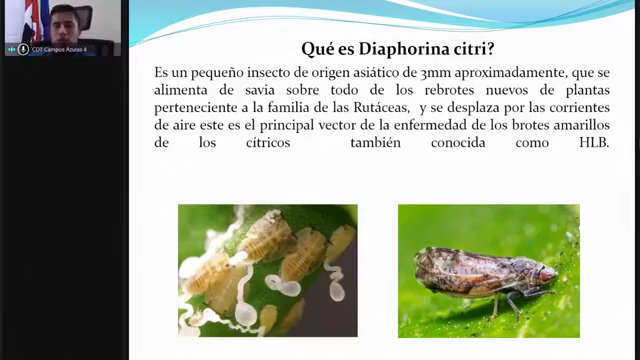 CDT Campos Azules 4
Qué es Diaphorina citri?
Es un pequeño insecto de origen asiático de 3mm aproximadamente, que se
alimenta de savia sobre todo de los rebrotes nuevos de plantas
perteneciente a la familia de las Rutáceas, y se desplaza por las corrientes
de aire este es el principal vector de la enfermedad de los brotes amarillos
de los cítricos también conocida como HLB.